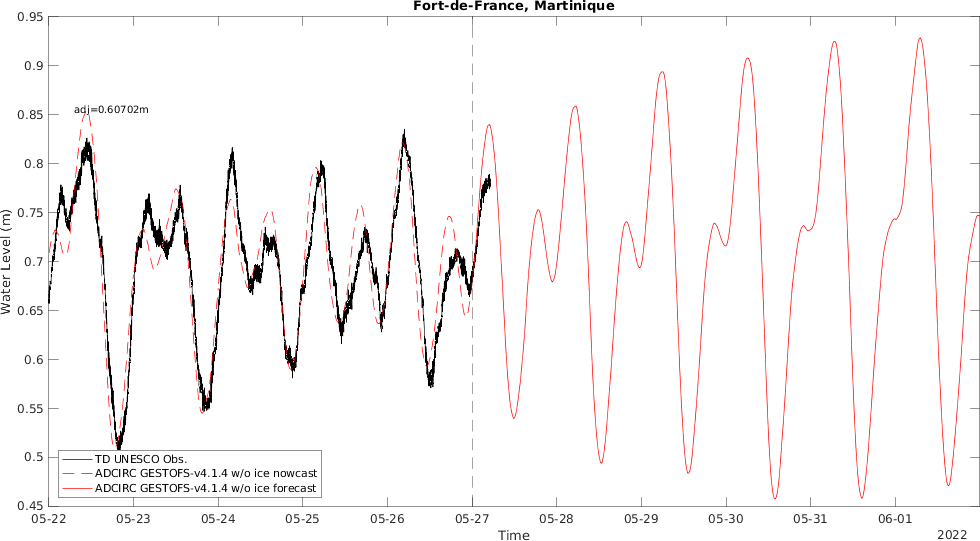 Fort-de-France, Martinique
0.95
0.9
0.85
0.8
0.75
0.7
0.65
0.6
0.55
0.5
0.45
Water Level (m)
adj=0.60702m
TD UNESCO Obs.
ADCIRC GESTOFS-v4.1.4 w/o ice nowcast
ADCIRC GESTOFS-v4.1.4 w/o ice forecast
05-22 05-23 05-24 05-25 05-26 05-27 05-28 05-29 05-30 05-31 06-01
Time
2022